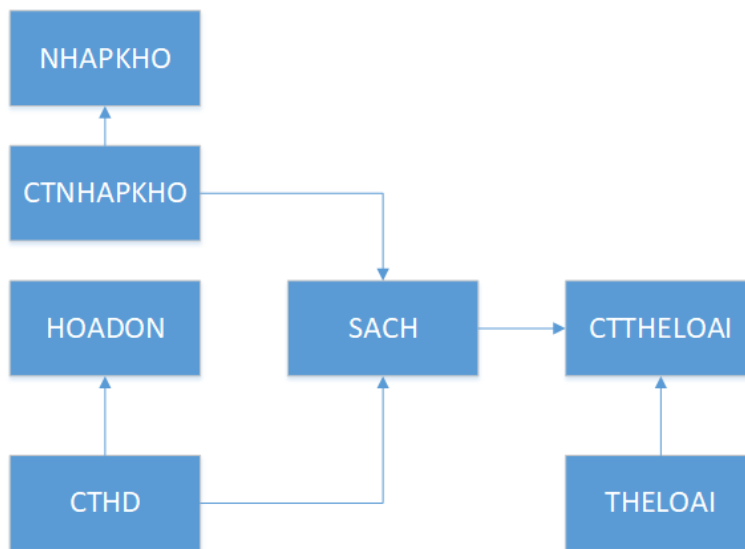 NHAPKHO
CTNHAPKHO
HOADON
SACH
CTTHELOAI
CTHD
THELOAI